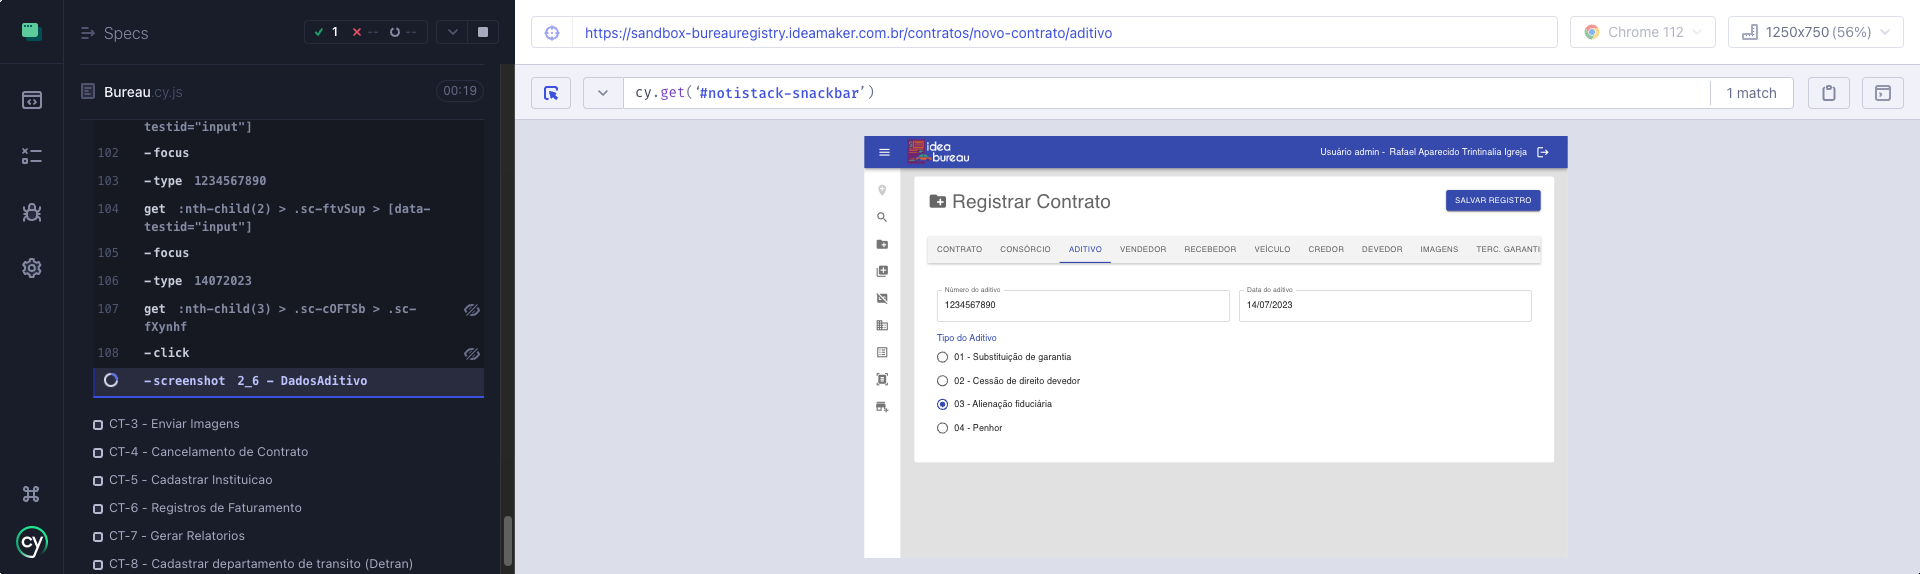 Specs
1
--
--
https://sandbox-bureauregistry.ideamaker.com.br/contratos/novo-contrato/aditivo
Chrome 112
1250x750 (56%)
Bureau.cy.js
00:19
cy.get('#notistack-snackbar')
1 match
testid="input"]
102 -focus
103 -type 1234567890
104 get :nth-child(2) > .sc-ftvSup > [data-
testid="input"]
105 -focus
106 -type 14072023
107 get :nth-child(3) > .sc-cOFTSb > .sc-
fXynhf
108 -click
-screenshot 2_6 - DadosAditivo
CT-3 - Enviar Imagens
CT-4 - Cancelamento de Contrato
CT-5 - Cadastrar Instituicao
CT-6 - Registros de Faturamento
CT-7 - Gerar Relatorios
CT-8 - Cadastrar departamento de transito (Detran)
cy
idea
bureau
Usuário admin - Rafael Aparecido Trintinalia Igreja
Registrar Contrato
SALVAR REGISTRO
CONTRATO CONSÓRCIO ADITIVO VENDEDOR RECEBEDOR VEÍCULO CREDOR DEVEDOR IMAGENS TERC. GARANTI
Número do aditivo
1234567890
Data do aditivo
14/07/2023
Tipo do Aditivo
01 - Substituição de garantia
02 - Cessão de direito devedor
03 - Alienação fiduciária
04 - Penhor